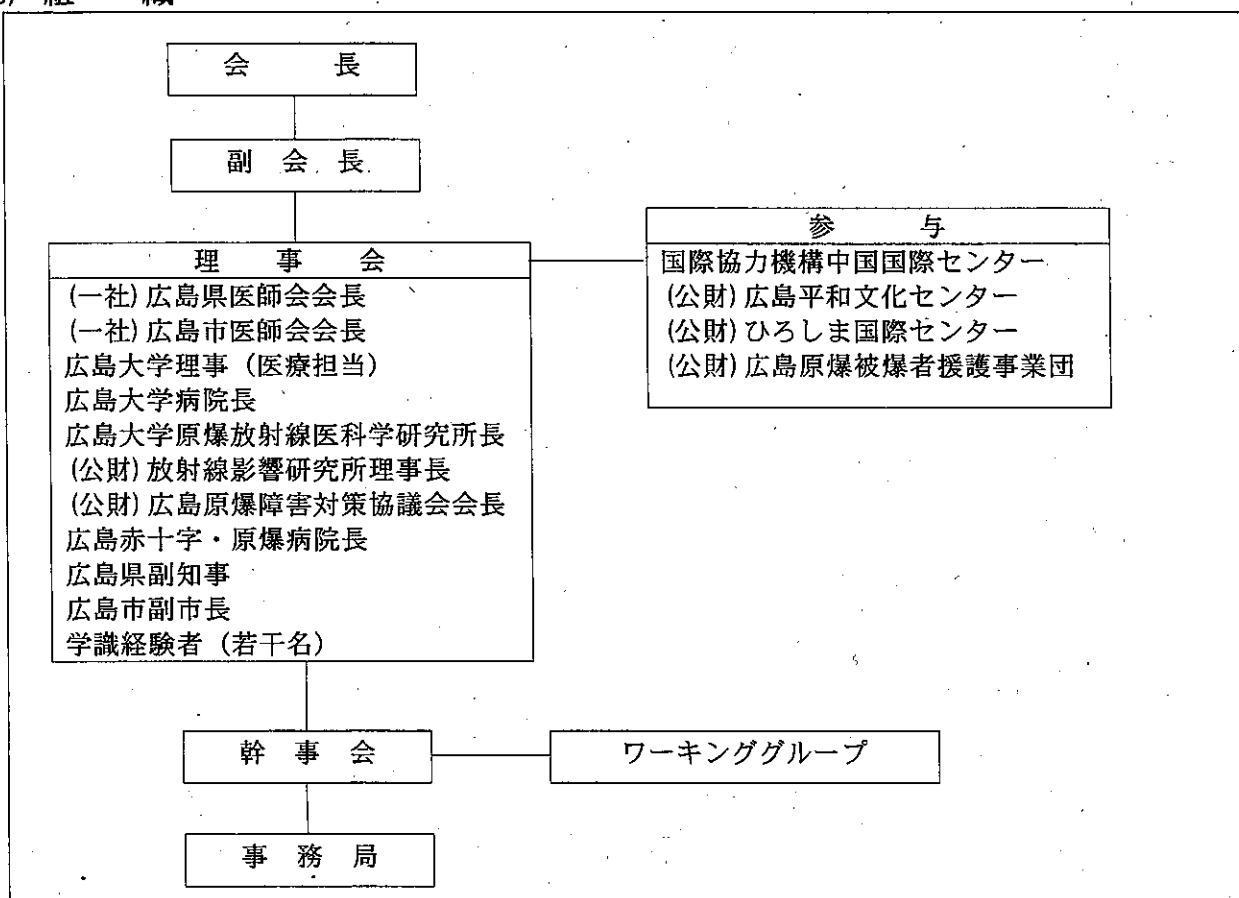 組　織
会　長
副　会　長
理　事　会
(一社)広島県医師会会長
(一社)広島市医師会会長
広島大学理事（医療担当）
広島大学病院長
広島大学原爆放射線医科学研究所長
(公財)放射線影響研究所理事長
(公財)広島原爆障害対策協議会会長
広島赤十字・原爆病院長
広島県副知事
広島市副市長
学識経験者（若干名）
参　与
国際協力機構中国国際センター
(公財)広島平和文化センター
(公財)ひろしま国際センター
(公財)広島原爆被爆者援護事業団
幹　事　会
ワーキンググループ
事　務　局